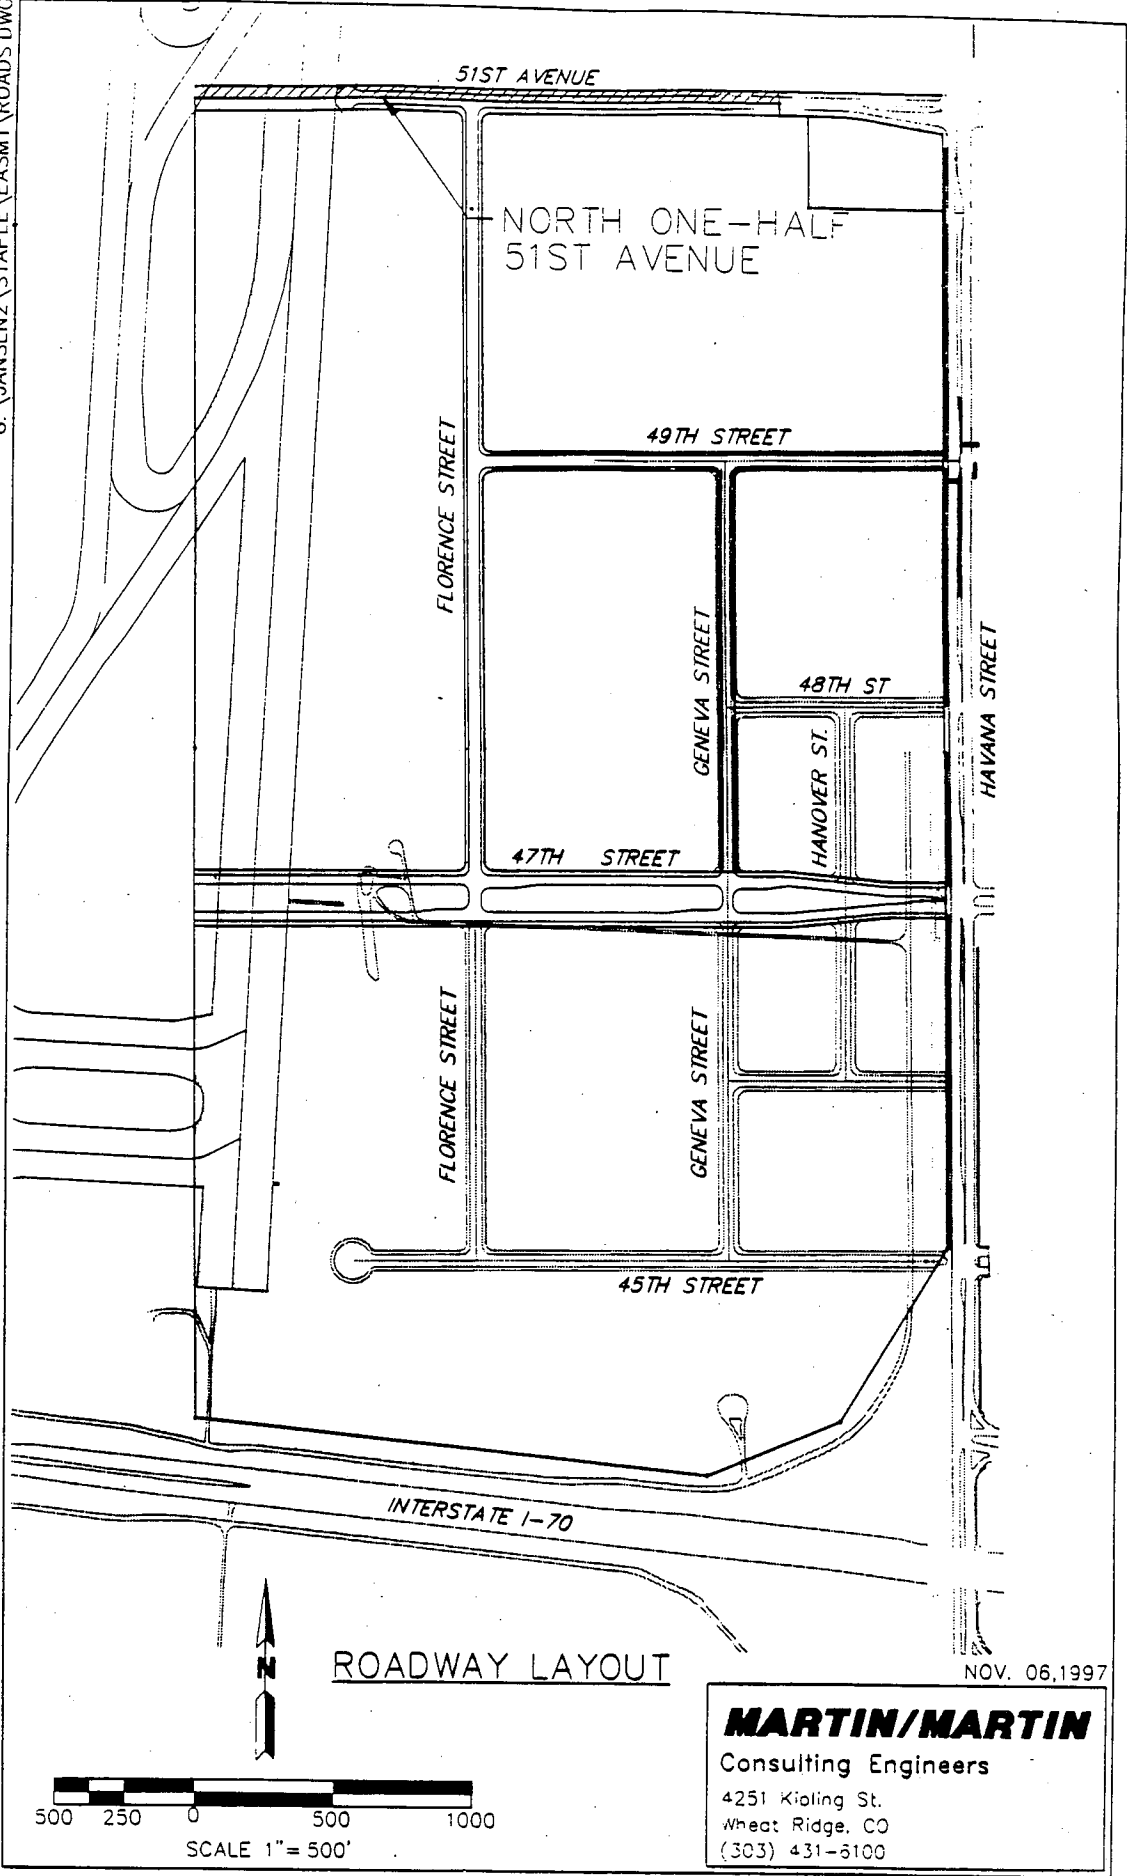 51ST AVENUE
NORTH ONE-HALF
51ST AVENUE
49TH STREET
FLORENCE STREET
GENEVA STREET
48TH ST
HAVANA STREET
HANOVER ST.
47TH STREET
FLORENCE STREET
GENEVA STREET
45TH STREET
INTERSTATE I-70
N
ROADWAY LAYOUT
NOV. 06,1997
MARTIN/MARTIN
Consulting Engineers
4251 Kipling St.
Wheat Ridge, CO
(303) 431-6100
500 250 0 500 1000
SCALE 1"=500'